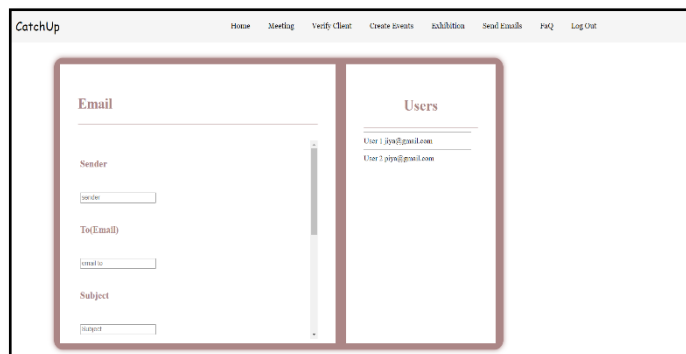 CatchUp Home Meeting Verify Client Create Events Exhibition Send Emails FaQ Log Out
Email
Sender
sender
To(Email)
email to
Subject
Subject
Users
User 1 jiya@gmail.com
User 2 piya@gmail.com